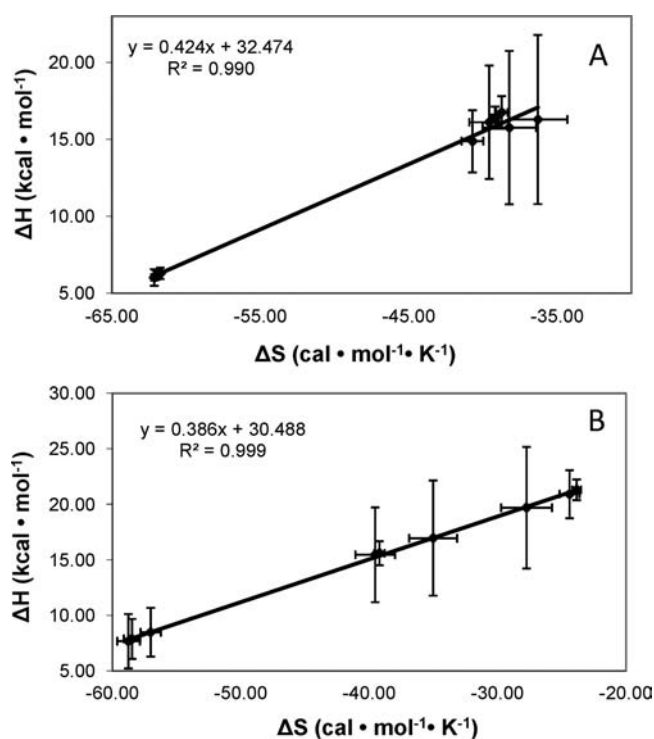 y = 0.424x + 32.474
R² = 0.990
A
20.00
15.00
10.00
5.00
ΔH (kcal • mol⁻¹)
-65.00 -55.00 -45.00 -35.00
ΔS (cal • mol⁻¹• K⁻¹)
30.00
y = 0.386x + 30.488
R² = 0.999
B
25.00
20.00
15.00
10.00
5.00
ΔH (kcal • mol⁻¹)
-60.00 -50.00 -40.00 -30.00 -20.00
ΔS (cal • mol⁻¹• K⁻¹)